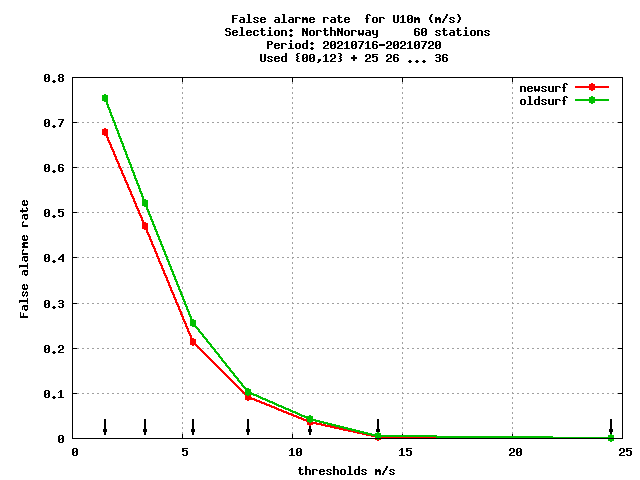 False alarme rate  for U10m (m/s)
Selection: NorthNorway     60 stations
Period: 20210716-20210720
Used {00,12} + 25 26 ... 36
newsurf
oldsurf
0.8
0.7
0.6
0.5
0.4
0.3
0.2
0.1
0
False alarme rate
0 5 10 15 20 25
thresholds m/s